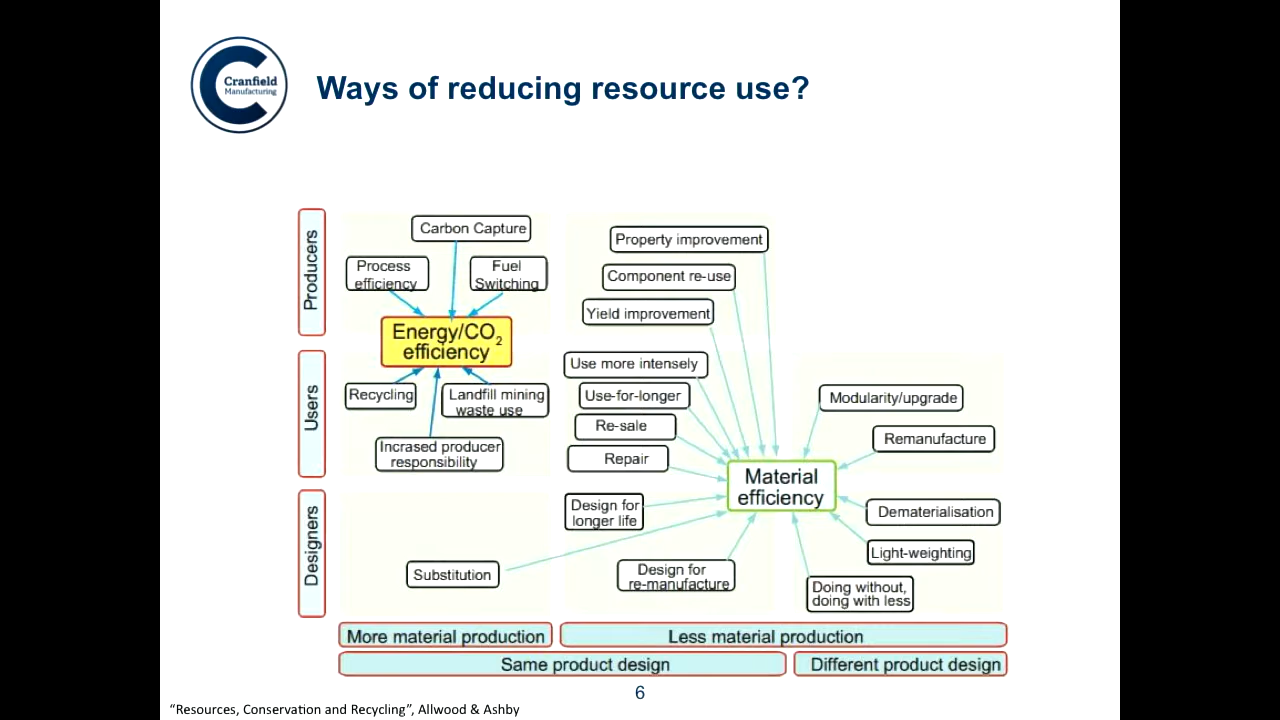 Cranfield
Manufacturing
Ways of reducing resource use?
Producers
Carbon Capture
Process
efficiency
Fuel
Switching
Energy/CO2
efficiency
Property improvement
Component re-use
Yield improvement
Users
Recycling
Landfill mining
waste use
Incrased producer
responsibility
Use more intensely
Use-for-longer
Re-sale
Repair
Modularity/upgrade
Remanufacture
Material
efficiency
Designers
Design for
longer life
Substitution
Design for
re-manufacture
Dematerialisation
Light-weighting
Doing without,
doing with less
More material production
Less material production
Same product design
Different product design
6
“Resources, Conservation and Recycling”, Allwood & Ashby